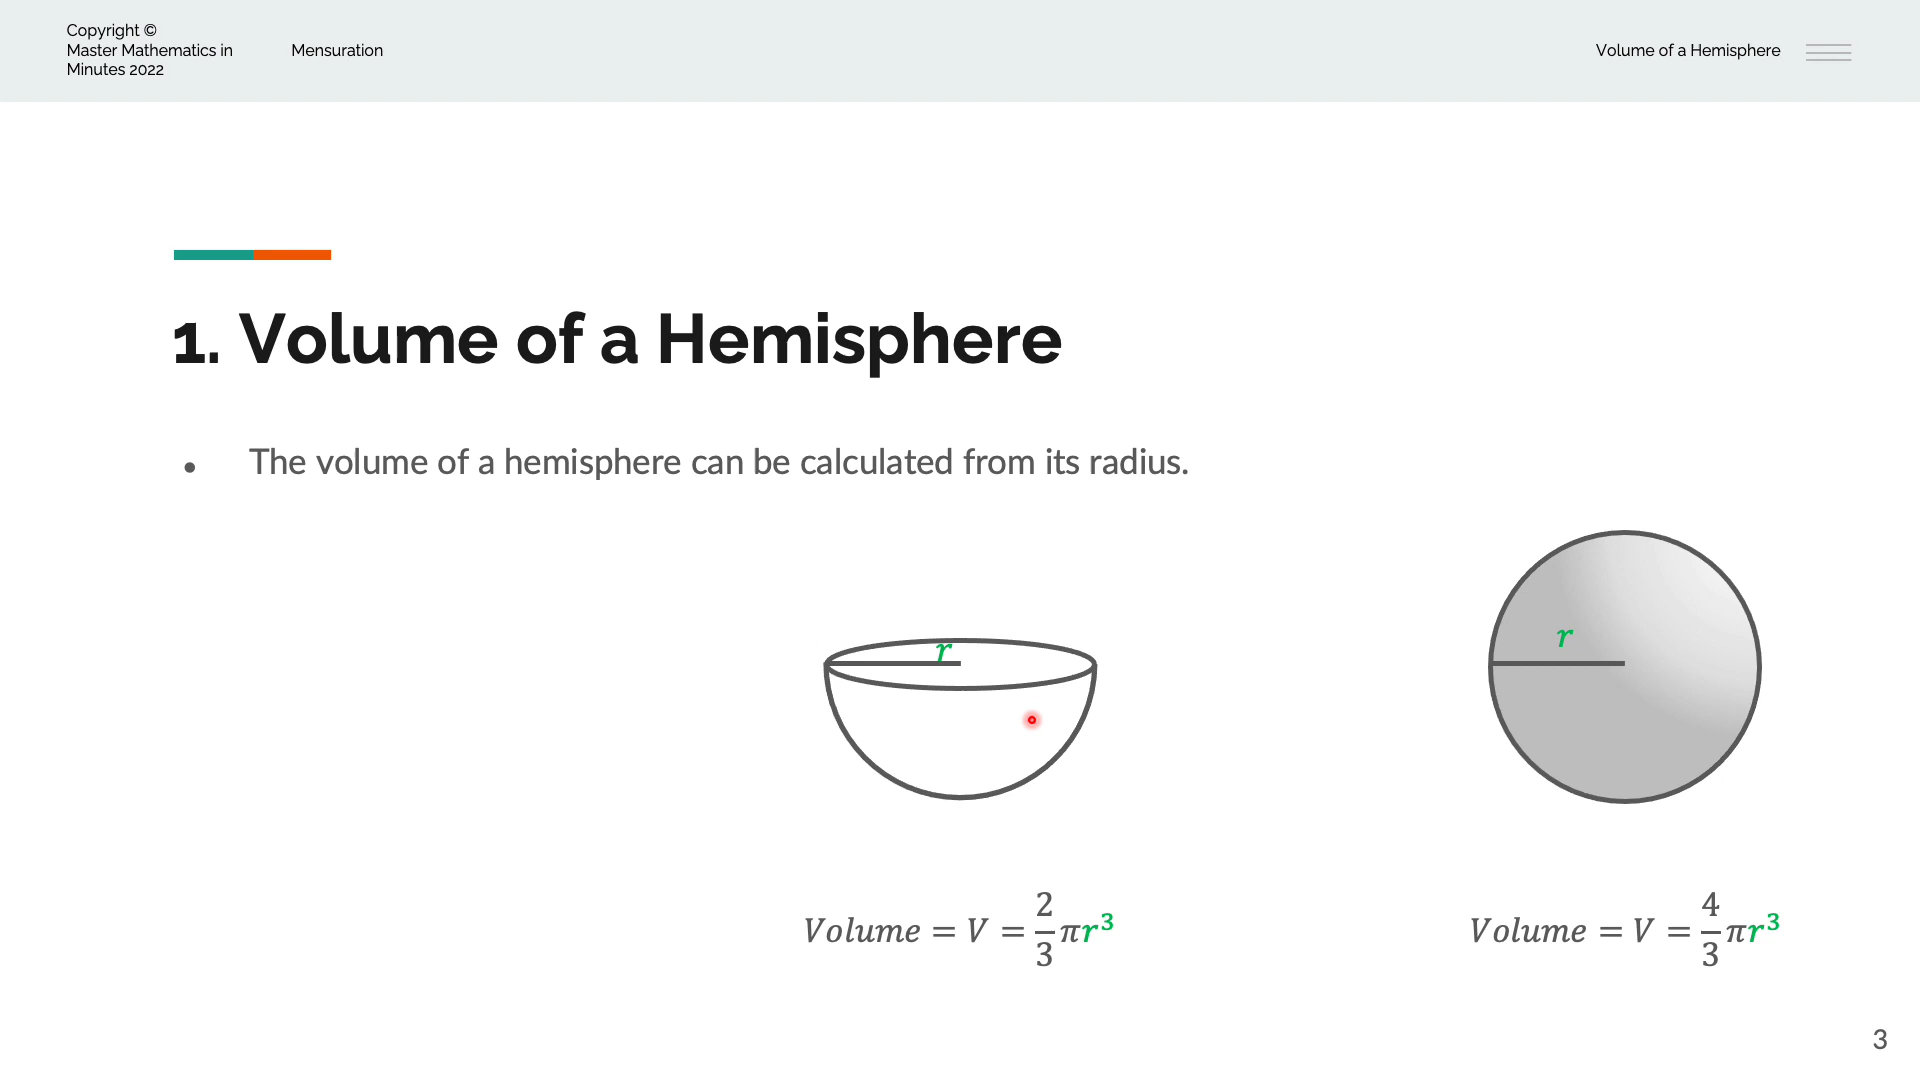 Copyright ©
Master Mathematics in
Minutes 2022
Mensuration
Volume of a Hemisphere
1. Volume of a Hemisphere
• The volume of a hemisphere can be calculated from its radius.
r
r
Volume = V = 2/3 πr³
Volume = V = 4/3 πr³
3